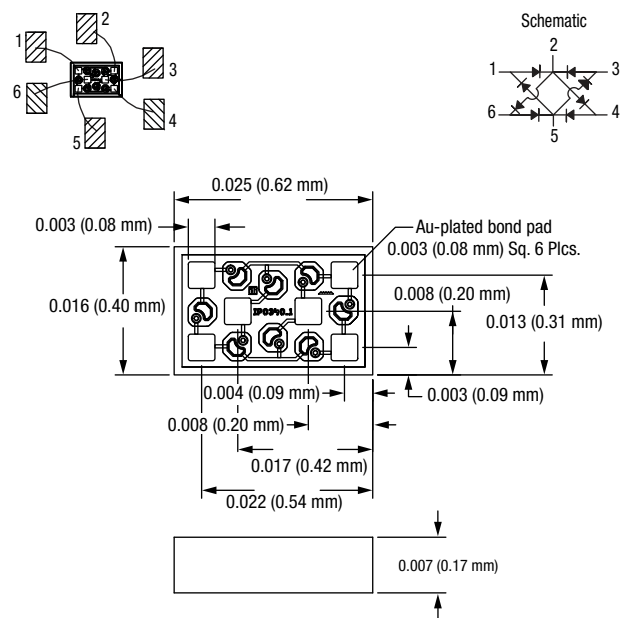 1
2
3
6
4
5
Schematic
2
1
3
6
4
5
0.025 (0.62 mm)
0.003 (0.08 mm)
Au-plated bond pad
0.003 (0.08 mm) Sq. 6 Plcs.
0.016 (0.40 mm)
0.008 (0.20 mm)
0.013 (0.31 mm)
0.004 (0.09 mm)
0.003 (0.09 mm)
0.008 (0.20 mm)
0.017 (0.42 mm)
0.022 (0.54 mm)
0.007 (0.17 mm)